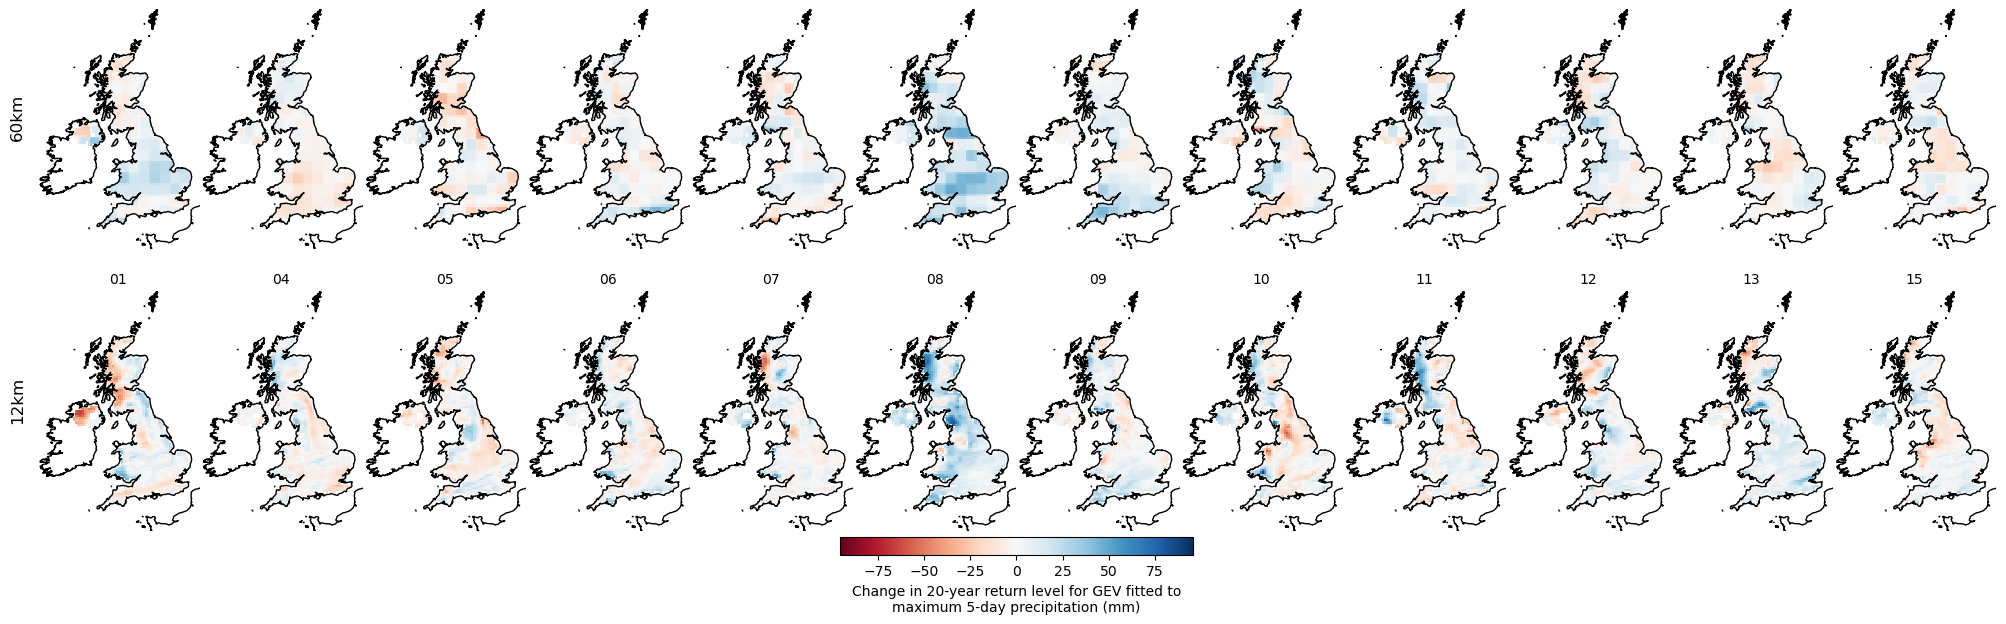 60km
01 04 05 06 07 08 09 10 11 12 13 15
12km
−75 −50 −25 0 25 50 75
Change in 20-year return level for GEV fitted to
maximum 5-day precipitation (mm)